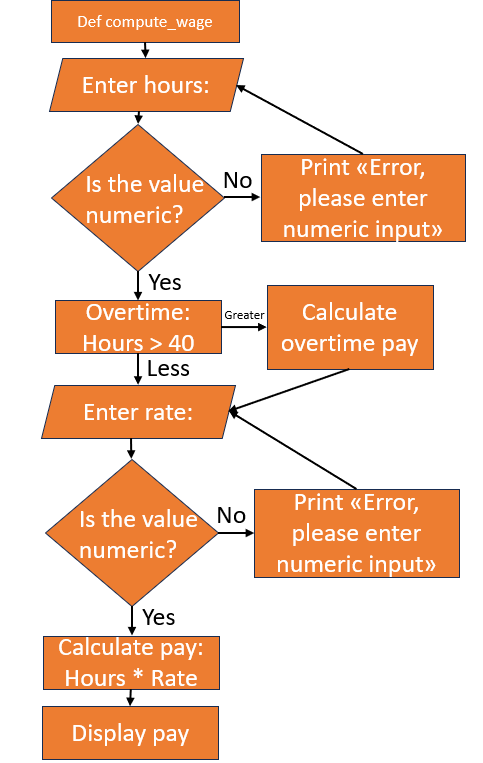 Def compute_wage
Enter hours:
Is the value
numeric?
No
Print «Error,
please enter
numeric input»
Yes
Overtime:
Hours > 40
Greater
Calculate
overtime pay
Less
Enter rate:
Is the value
numeric?
No
Print «Error,
please enter
numeric input»
Yes
Calculate pay:
Hours * Rate
Display pay